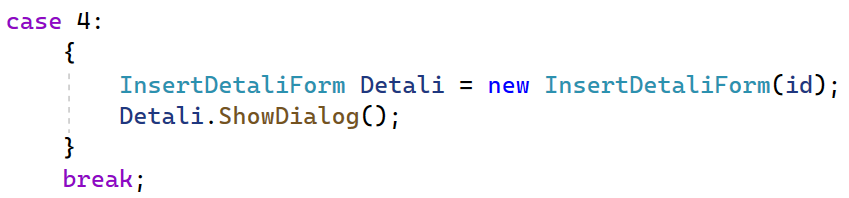 case 4:
    {
        InsertDetaliForm Detali = new InsertDetaliForm(id);
        Detali.ShowDialog();
    }
    break;